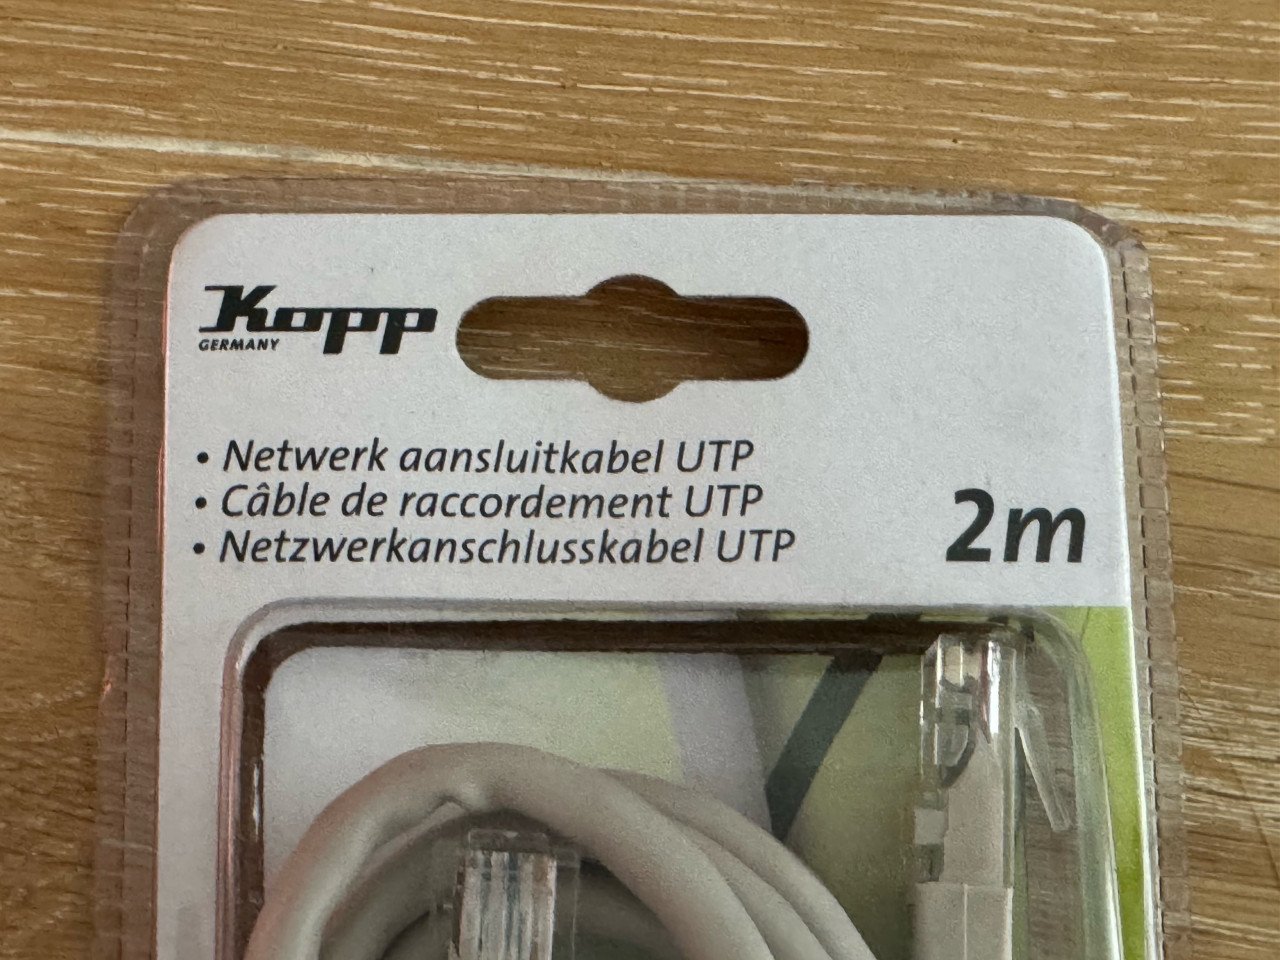 Kopp
GERMANY
• Netwerk aansluitkabel UTP
• Câble de raccordement UTP
• Netzwerkanschlusskabel UTP
2m